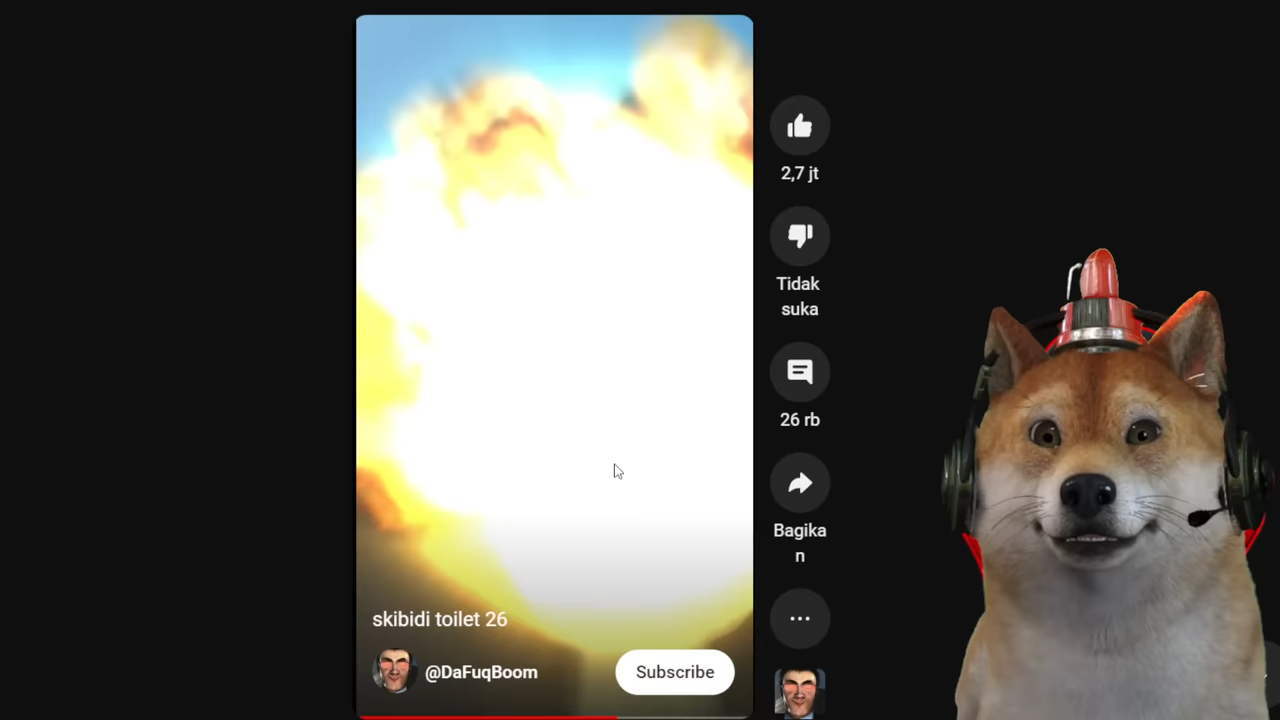 2,7 jt
Tidak
suka
26 rb
Bagika
n
skibidi toilet 26
@DaFuqBoom
Subscribe